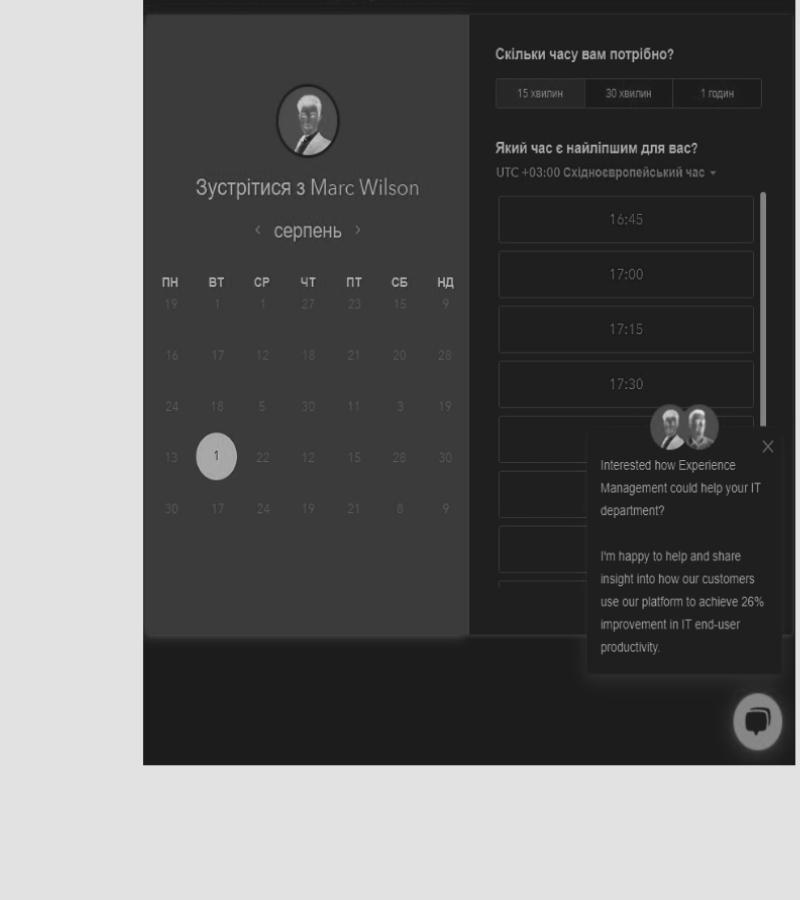 Зустрітися з Marc Wilson
‹ серпень ›
ПН ВТ СР ЧТ ПТ СБ НД
19 1 1 27 23 15 9
16 17 12 18 21 20 28
24 18 5 30 11 3 19
13 1 22 12 15 28 30
30 17 24 19 21 8 9
Скільки часу вам потрібно?
15 хвилин 30 хвилин 1 годин
Який час є найліпшим для вас?
UTC +03:00 Східноєвропейський час
16:45
17:00
17:15
17:30
Interested how Experience
Management could help your IT
department?
I'm happy to help and share
insight into how our customers
use our platform to achieve 26%
improvement in IT end-user
productivity.